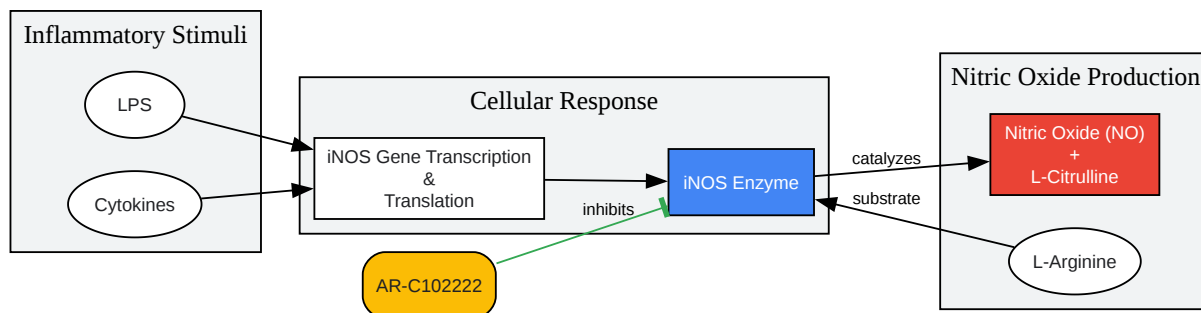 Inflammatory Stimuli
LPS
Cytokines
Cellular Response
iNOS Gene Transcription
&
Translation
iNOS Enzyme
inhibits
AR-C102222
catalyzes
substrate
Nitric Oxide Production
Nitric Oxide (NO)
+
L-Citrulline
L-Arginine